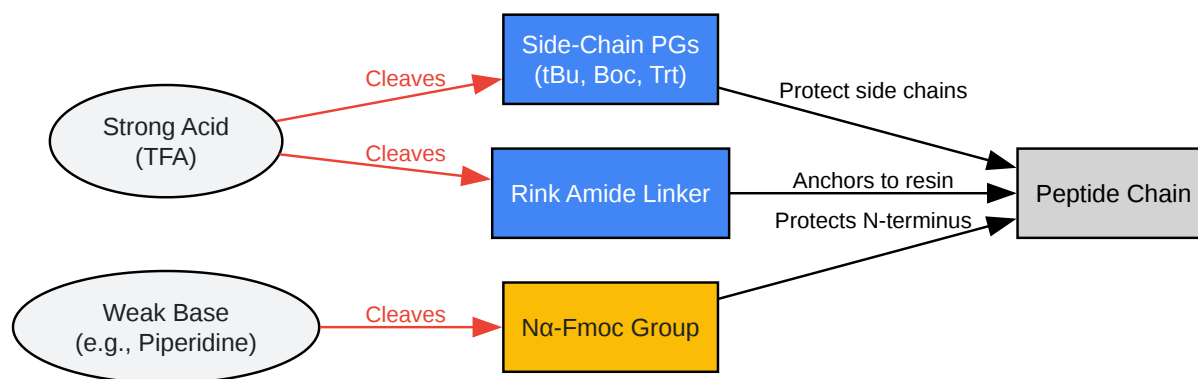 Side-Chain PGs
(tBu, Boc, Trt)
Cleaves
Protect side chains
Strong Acid
(TFA)
Cleaves
Rink Amide Linker
Anchors to resin
Peptide Chain
Protects N-terminus
Weak Base
(e.g., Piperidine)
Cleaves
Nα-Fmoc Group